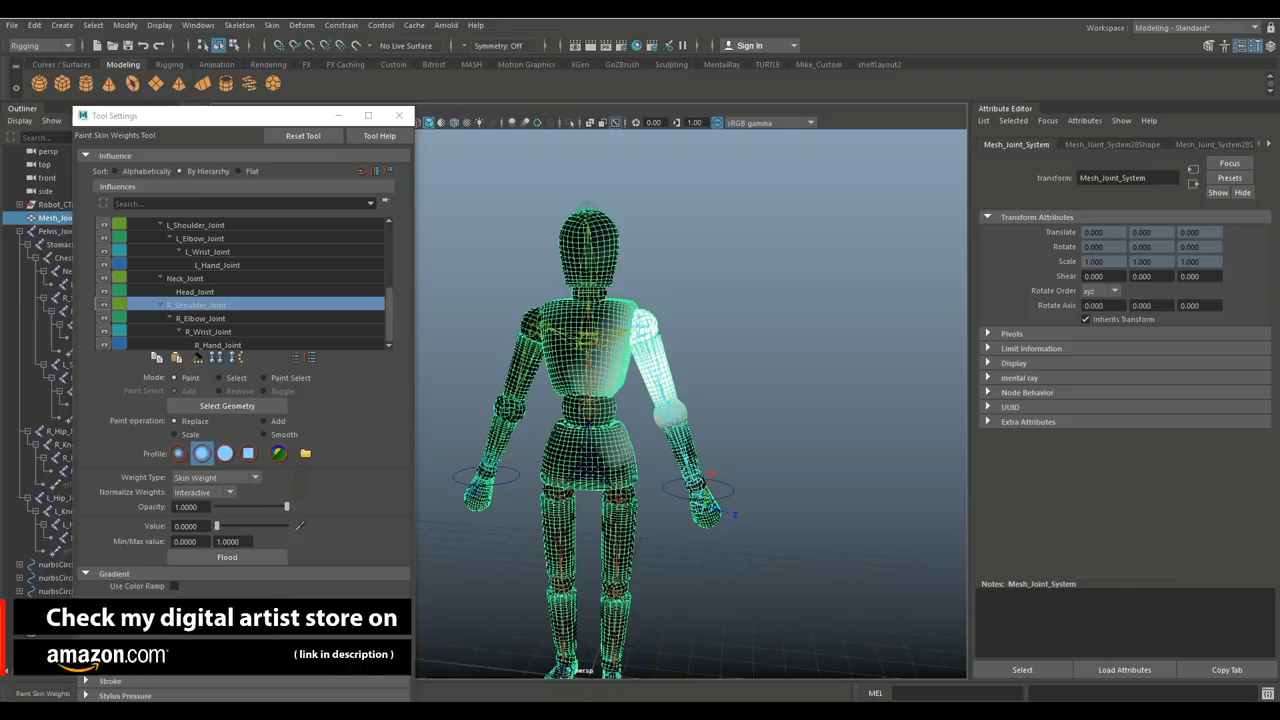 File Edit Create Select Modify Display Windows Skeleton Skin Deform Constrain Control Cache Arnold Help
Workspace : Modeling - Standard*
Rigging
No Live Surface
Symmetry: Off
Sign In
Curves / Surfaces Modeling Rigging Animation Rendering FX FX Caching Custom Bifrost MASH Motion Graphics XGen GoZBrush Sculpting MentalRay TURTLE Mike_Custom shelfLayout2
Outliner
Display Show
Search...
persp
top
front
side
Robot_CT
Mesh_Joi
Pelvis_Join
Stomac
Chest
Ne
R_S
L_S
R_Hip_J
R_Kn
R
L_Hip_J
L_Kn
L
nurbsCirc
nurbsCirc
nurbsCirc
Tool Settings
Paint Skin Weights Tool
Reset Tool
Tool Help
Influence
Sort: Alphabetically By Hierarchy Flat
Influences
Search...
L_Shoulder_Joint
L_Elbow_Joint
L_Wrist_Joint
L_Hand_Joint
Neck_Joint
Head_Joint
R_Shoulder_Joint
R_Elbow_Joint
R_Wrist_Joint
R_Hand_Joint
Mode: Paint Select Paint Select
Paint Select: Add Remove Toggle
Select Geometry
Paint operation: Replace Add
Scale Smooth
Profile:
Weight Type: Skin Weight
Normalize Weights: Interactive
Opacity: 1.0000
Value: 0.0000
Min/Max value: 0.0000 1.0000
Flood
Gradient
Use Color Ramp
Check my digital artist store on
amazon.com
( link in description )
Stroke
Stylus Pressure
Paint Skin Weights
0.00 1.00 sRGB gamma
z
persp
Attribute Editor
List Selected Focus Attributes Show Help
Mesh_Joint_System Mesh_Joint_System28Shape Mesh_Joint_System28S
transform: Mesh_Joint_System
Focus
Presets
Show Hide
Transform Attributes
Translate 0.000 0.000 0.000
Rotate 0.000 0.000 0.000
Scale 1.000 1.000 1.000
Shear 0.000 0.000 0.000
Rotate Order xyz
Rotate Axis 0.000 0.000 0.000
Inherits Transform
Pivots
Limit Information
Display
mental ray
Node Behavior
UUID
Extra Attributes
Notes: Mesh_Joint_System
Select
Load Attributes
Copy Tab
MEL